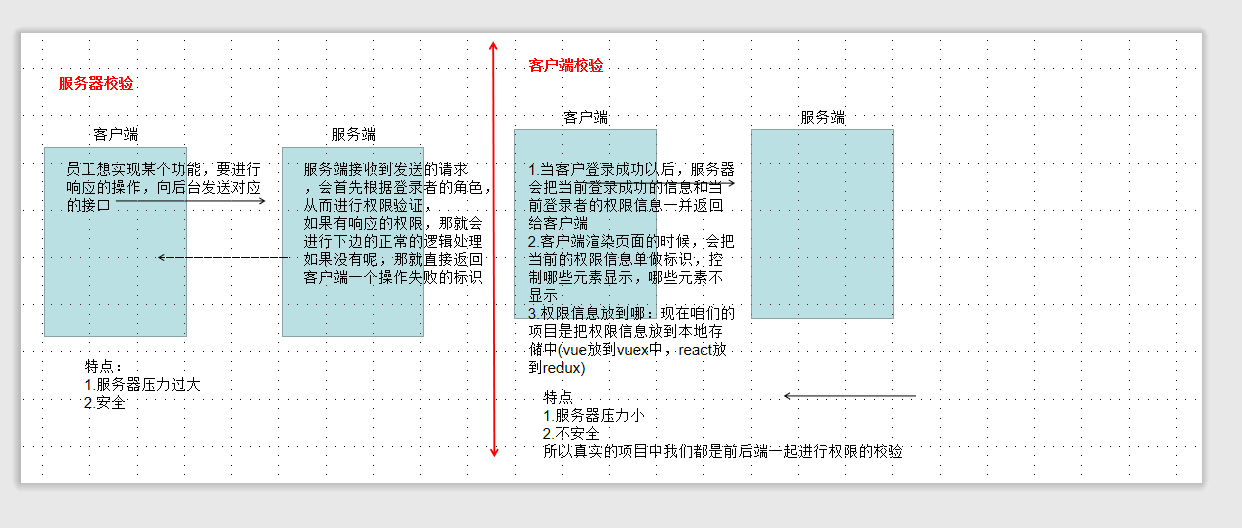 服务器校验
客户端
服务端
员工想实现某个功能，要进行
响应的操作，向后台发送对应
的接口
服务端接收到发送的请求
，会首先根据登录者的角色，
从而进行权限验证，
如果有响应的权限，那就会
进行下边的正常的逻辑处理
如果没有呢，那就直接返回
客户端一个操作失败的标识
特点：
1.服务器压力过大
2.安全
客户端校验
客户端
服务端
1.当客户登录成功以后，服务器
会把当前登录成功的信息和当
前登录者的权限信息一并返回
给客户端
2.客户端渲染页面的时候，会把
当前的权限信息单做标识，控
制哪些元素显示，哪些元素不
显示
3.权限信息放到哪：现在咱们的
项目是把权限信息放到本地存
储中(vue放到vuex中，react放
到redux)
特点
1.服务器压力小
2.不安全
所以真实的项目中我们都是前后端一起进行权限的校验